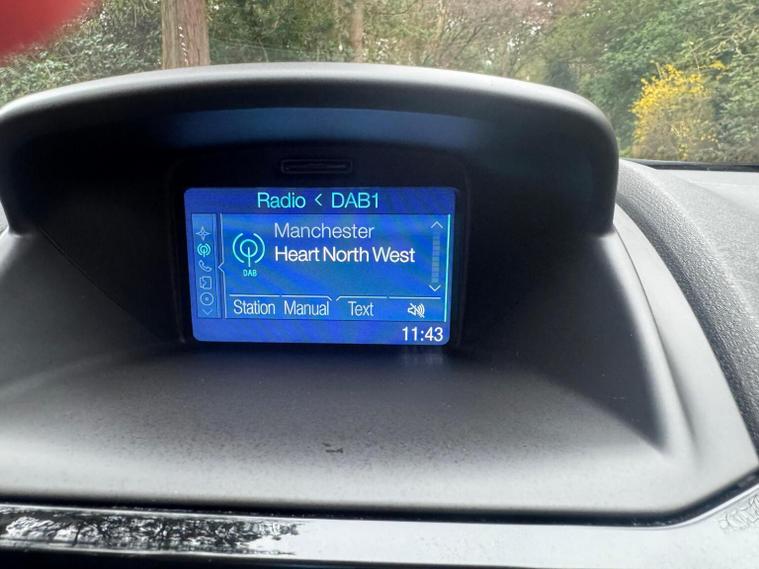 Radio < DAB1
Manchester
Heart North West
DAB
Station Manual Text
11:43